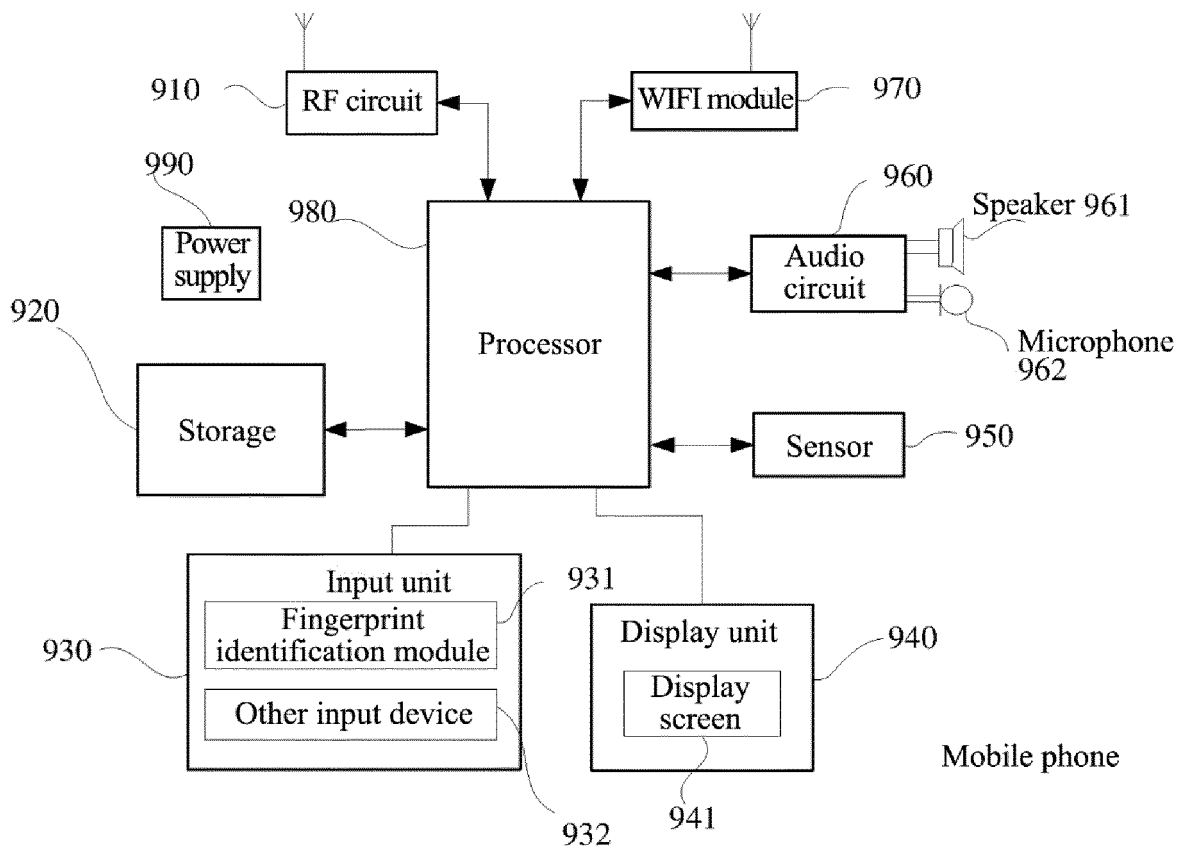 910
RF circuit
WIFI module
970
990
Power
supply
980
960
Speaker 961
Audio
circuit
920
Processor
Microphone
962
Storage
Sensor
950
Input unit
931
Fingerprint
identification module
930
Other input device
932
Display unit
940
Display
screen
941
Mobile phone